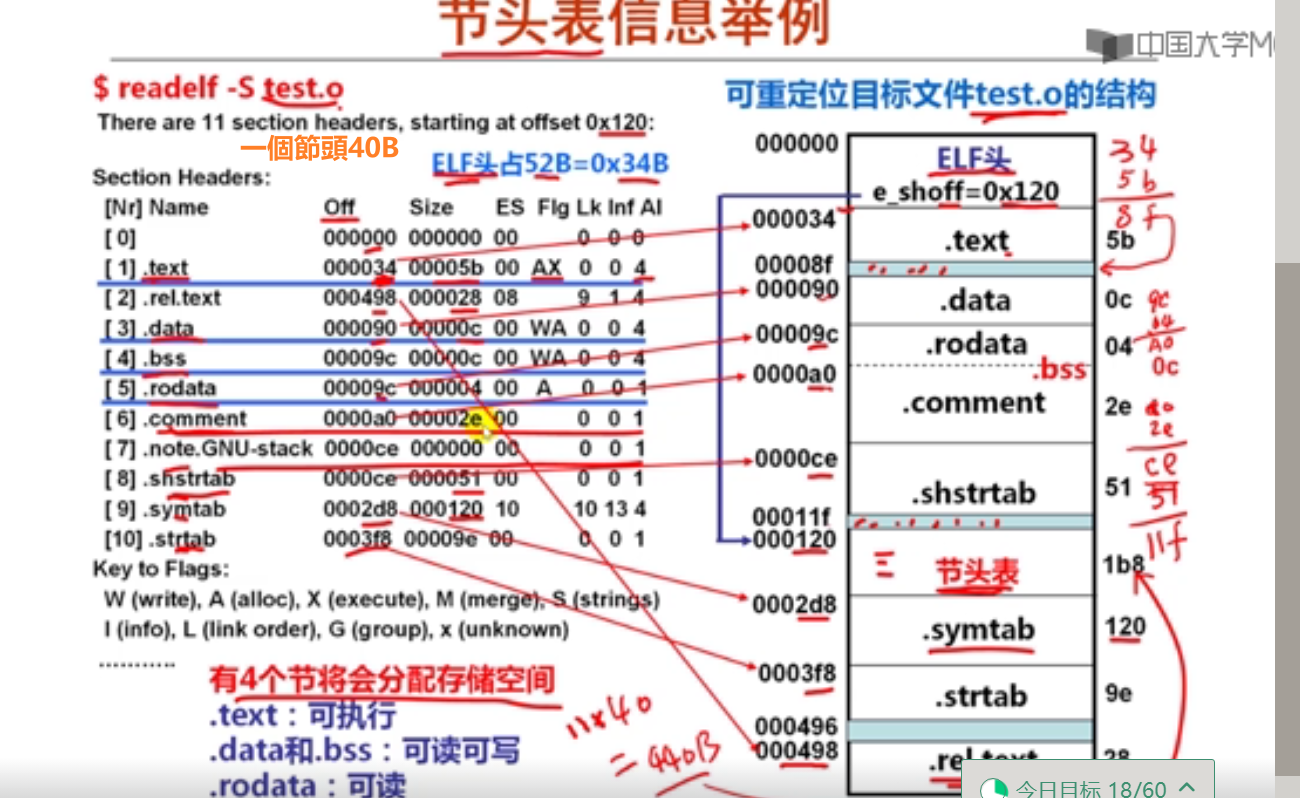 节头表信息举例
中国大学M
$ readelf -S test.o
There are 11 section headers, starting at offset 0x120:
一個節頭40B
ELF头占52B=0x34B
Section Headers:
[Nr] Name Off Size ES Flg Lk Inf Al
[ 0] 000000 000000 00 0 0 0
[ 1] .text 000034 00005b 00 AX 0 0 4
[ 2] .rel.text 000498 000028 08 9 1 4
[ 3] .data 000090 00000c 00 WA 0 0 4
[ 4] .bss 00009c 00000c 00 WA 0 0 4
[ 5] .rodata 00009c 000004 00 A 0 0 1
[ 6] .comment 0000a0 00002e 00 0 0 1
[ 7] .note.GNU-stack 0000ce 000000 00 0 0 1
[ 8] .shstrtab 0000ce 000051 00 0 0 1
[ 9] .symtab 0002d8 000120 10 10 13 4
[10] .strtab 0003f8 00009e 00 0 0 1
Key to Flags:
W (write), A (alloc), X (execute), M (merge), S (strings)
I (info), L (link order), G (group), x (unknown)
............
有4个节将会分配存储空间
.text：可执行
.data和.bss：可读可写
.rodata：可读
11x40
=440B
可重定位目标文件test.o的结构
000000
ELF头
e_shoff=0x120
34
5b
8f
000034
.text
5b
00008f
000090
.data
0c
9c
04
A0
0c
00009c
.rodata
04
.bss
0000a0
.comment
2e
a0
2e
ce
51
11f
0000ce
.shstrtab
51
00011f
000120
节头表
1b8
0002d8
.symtab
120
0003f8
.strtab
9e
000496
000498
.rel.text
28
今日目标 18/60